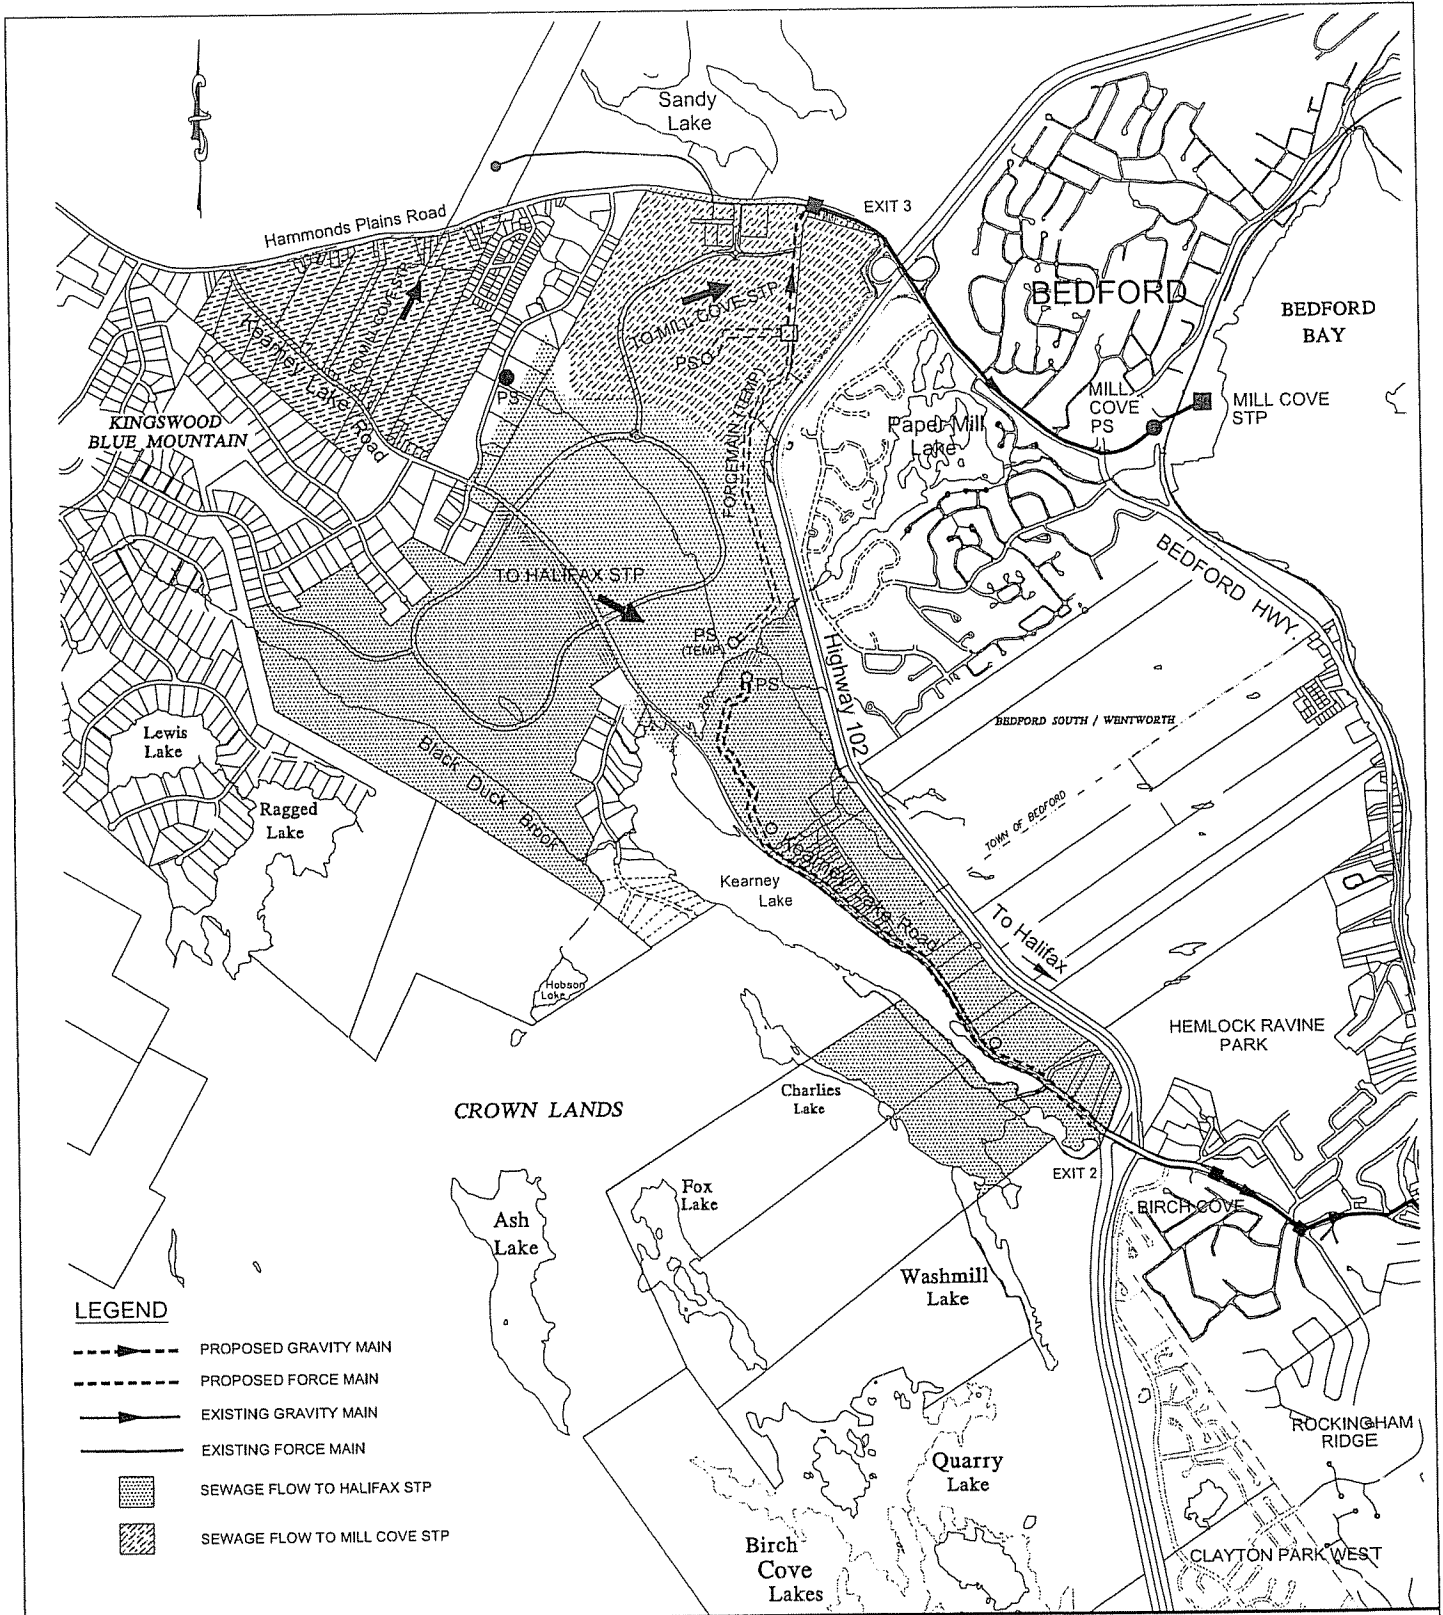 Sandy
Lake
EXIT 3
Hammonds Plains Road
TO MILL COVE STP
TO MILL COVE STP
BEDFORD
BEDFORD
BAY
Kearney Lake Road
PS
PS
FORCEMAIN (TEMP)
KINGSWOOD
BLUE MOUNTAIN
MILL
COVE
PS
MILL COVE
STP
Paper Mill
Lake
TO HALIFAX STP
BEDFORD HWY.
PS
(TEMP)
PS
Highway 102
BEDFORD SOUTH / WENTWORTH
Lewis
Lake
Black Duck Brook
Ragged
Lake
TOWN OF BEDFORD
Kearney Lake Road
Kearney
Lake
To Halifax
Hobson
Lake
HEMLOCK RAVINE
PARK
Charlies
Lake
CROWN LANDS
EXIT 2
Fox
Lake
BIRCH COVE
Ash
Lake
Washmill
Lake
LEGEND
PROPOSED GRAVITY MAIN
PROPOSED FORCE MAIN
EXISTING GRAVITY MAIN
EXISTING FORCE MAIN
SEWAGE FLOW TO HALIFAX STP
SEWAGE FLOW TO MILL COVE STP
ROCKINGHAM
RIDGE
Quarry
Lake
Birch
Cove
Lakes
CLAYTON PARK WEST